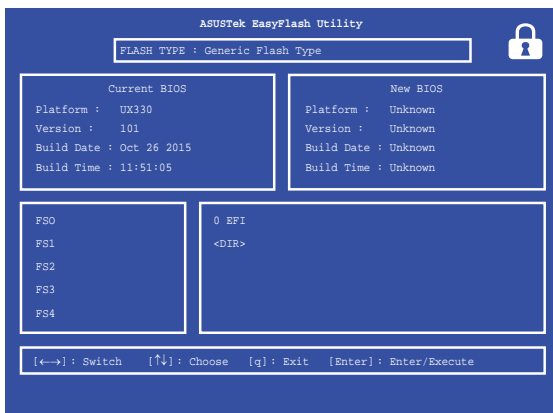 ASUSTek EasyFlash Utility
FLASH TYPE : Generic Flash Type
Current BIOS
Platform : UX330
Version : 101
Build Date : Oct 26 2015
Build Time : 11:51:05
New BIOS
Platform : Unknown
Version : Unknown
Build Date : Unknown
Build Time : Unknown
FS0
FS1
FS2
FS3
FS4
0 EFI
<DIR>
[←→]: Switch [↑↓]: Choose [q]: Exit [Enter]: Enter/Execute